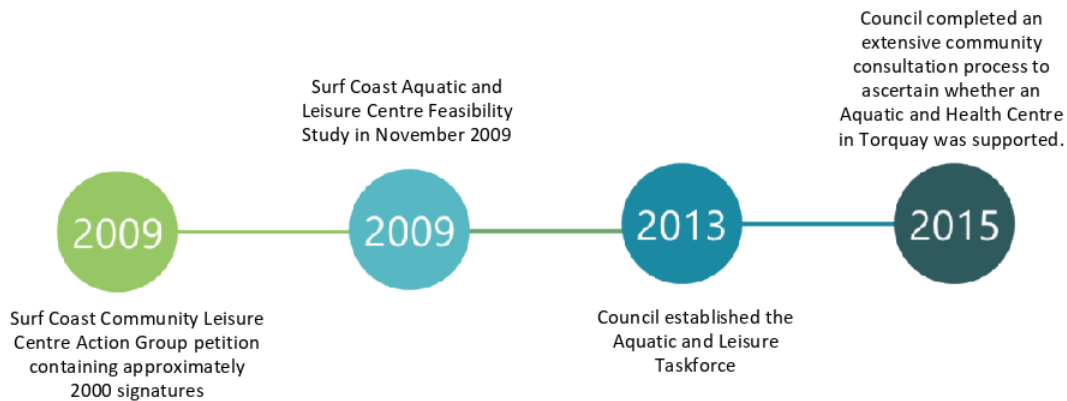 2009
Surf Coast Community Leisure
Centre Action Group petition
containing approximately
2000 signatures
Surf Coast Aquatic and
Leisure Centre Feasibility
Study in November 2009
2009
2013
Council established the
Aquatic and Leisure
Taskforce
Council completed an
extensive community
consultation process to
ascertain whether an
Aquatic and Health Centre
in Torquay was supported.
2015